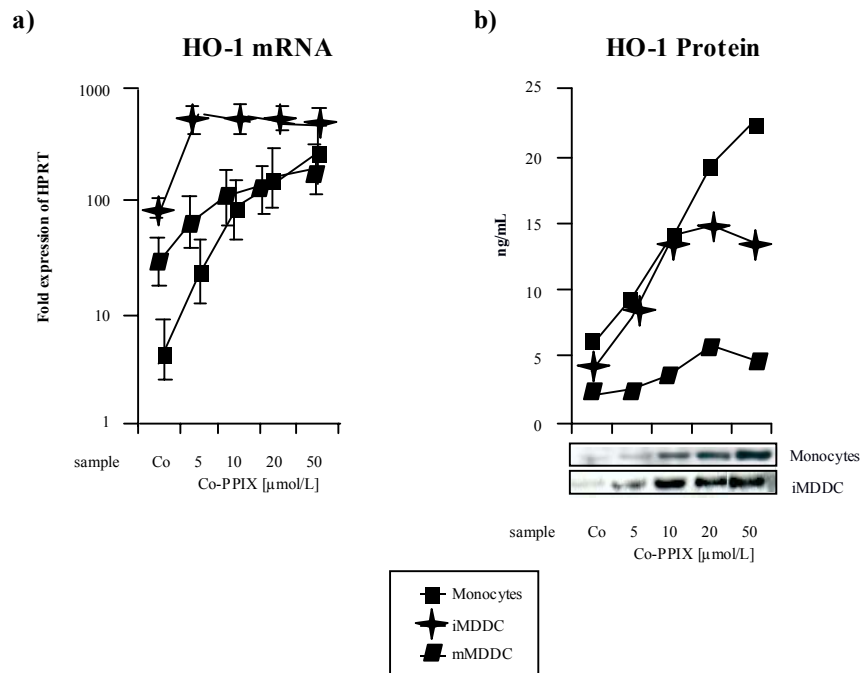 a)
HO-1 mRNA
1000
100
10
1
Fold expression of HPRT
sample Co 5 10 20 50
Co-PPIX [µmol/L]
b)
HO-1 Protein
25
20
15
10
5
0
ng/mL
Monocytes
iMDDC
sample Co 5 10 20 50
Co-PPIX [µmol/L]
Monocytes
iMDDC
mMDDC